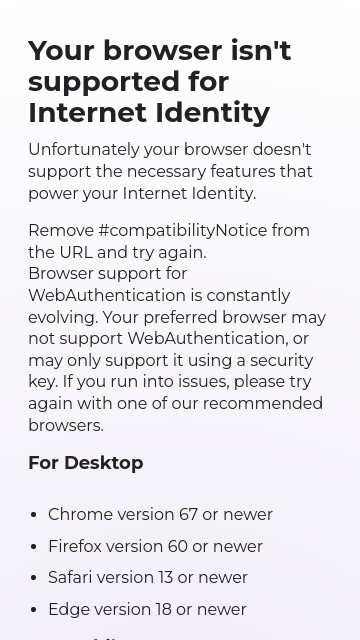 Your browser isn't
supported for
Internet Identity
Unfortunately your browser doesn't
support the necessary features that
power your Internet Identity.
Remove #compatibilityNotice from
the URL and try again.
Browser support for
WebAuthentication is constantly
evolving. Your preferred browser may
not support WebAuthentication, or
may only support it using a security
key. If you run into issues, please try
again with one of our recommended
browsers.
For Desktop
• Chrome version 67 or newer
• Firefox version 60 or newer
• Safari version 13 or newer
• Edge version 18 or newer